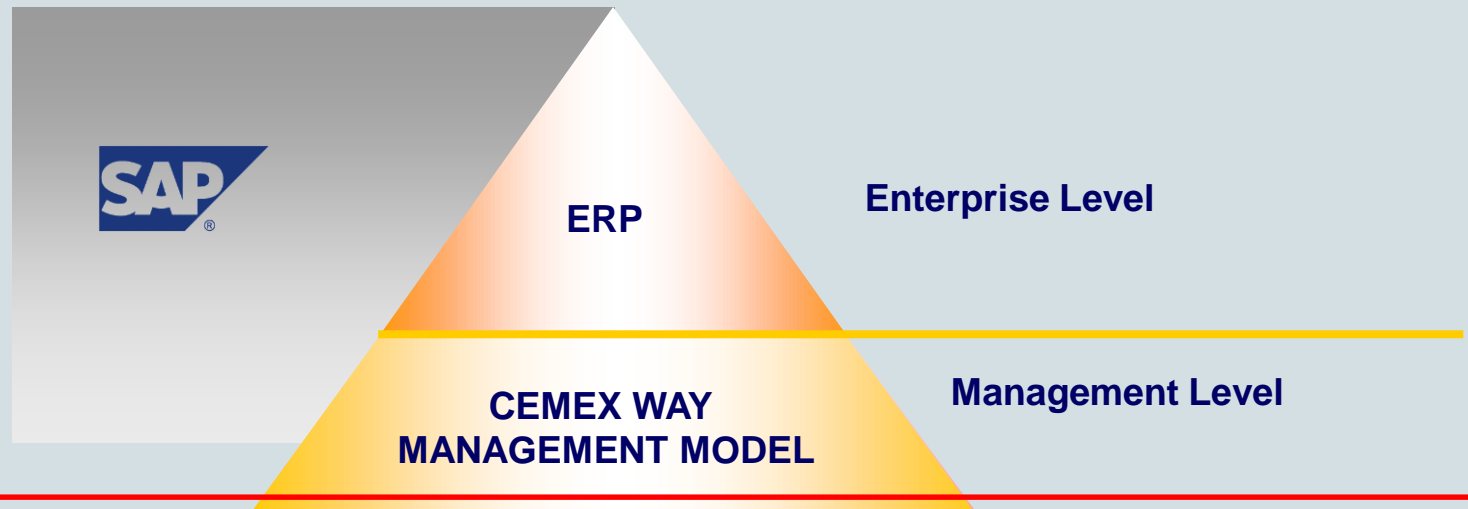 SAP
®
ERP
Enterprise Level
CEMEX WAY
MANAGEMENT MODEL
Management Level